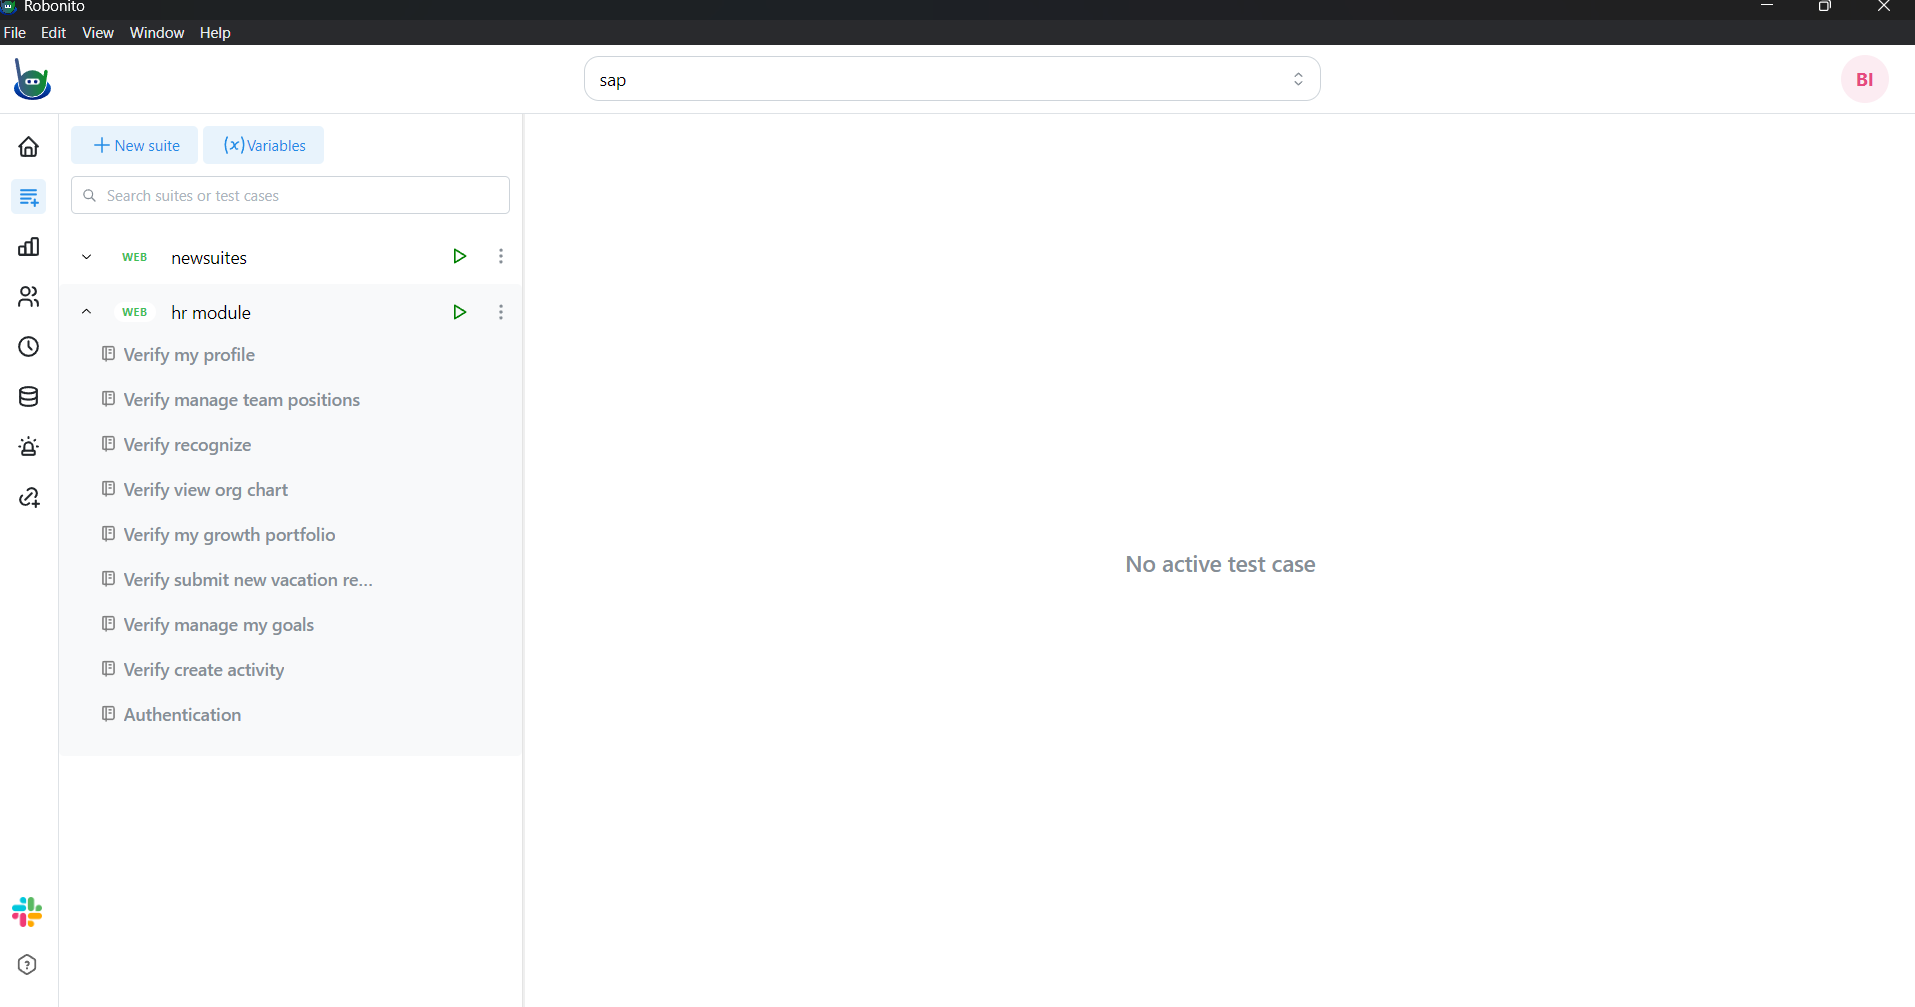 Robonito
File Edit View Window Help
sap
BI
New suite
(x)Variables
Search suites or test cases
WEB newsuites
WEB hr module
Verify my profile
Verify manage team positions
Verify recognize
Verify view org chart
Verify my growth portfolio
Verify submit new vacation re...
Verify manage my goals
Verify create activity
Authentication
No active test case